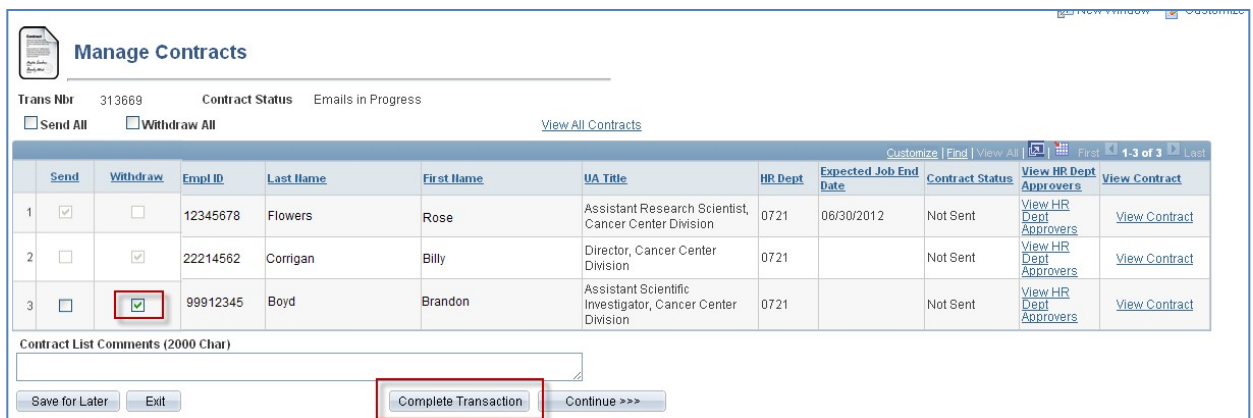 New Window Customize
Manage Contracts
Trans Nbr 313669 Contract Status Emails in Progress
Send All Withdraw All View All Contracts
Customize | Find | View All | First 1-3 of 3 Last
Send Withdraw Empl ID Last Name First Name UA Title HR Dept Expected Job End Date Contract Status View HR Dept Approvers View Contract
1 12345678 Flowers Rose Assistant Research Scientist, Cancer Center Division 0721 06/30/2012 Not Sent View HR Dept Approvers View Contract
2 22214562 Corrigan Billy Director, Cancer Center Division 0721 Not Sent View HR Dept Approvers View Contract
3 99912345 Boyd Brandon Assistant Scientific Investigator, Cancer Center Division 0721 Not Sent View HR Dept Approvers View Contract
Contract List Comments (2000 Char)
Save for Later Exit Complete Transaction Continue >>>